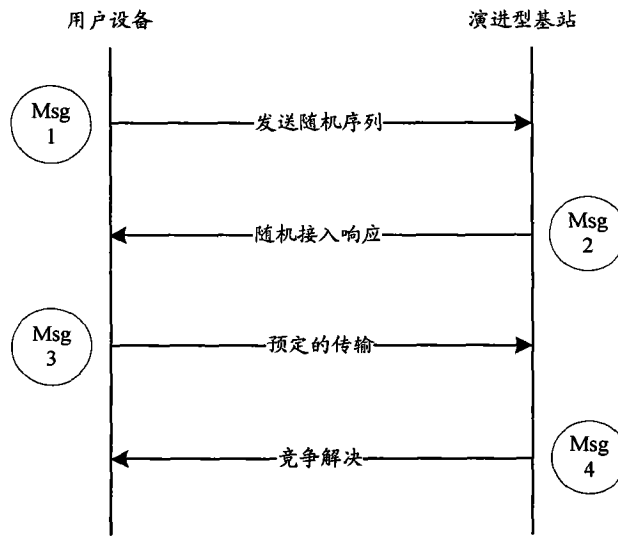 用户设备
演进型基站
Msg
1
发送随机序列
随机接入响应
Msg
2
Msg
3
预定的传输
竞争解决
Msg
4